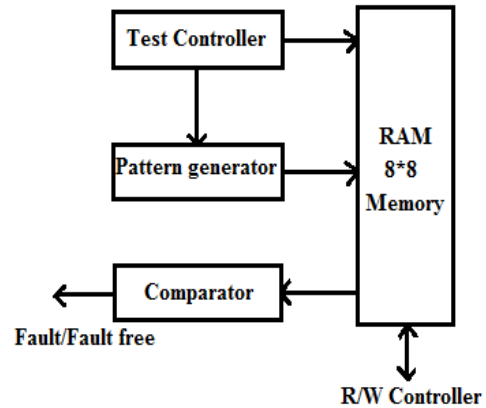 Test Controller
Pattern generator
RAM
8*8
Memory
Comparator
Fault/Fault free
R/W Controller